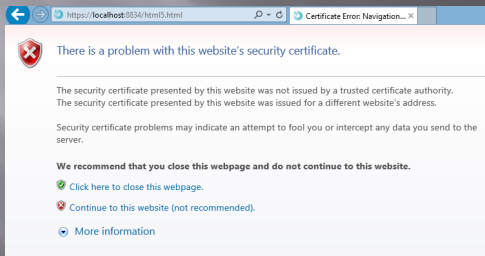 https://localhost:8834/html5.html
Certificate Error: Navigation...
There is a problem with this website's security certificate.
The security certificate presented by this website was not issued by a trusted certificate authority.
The security certificate presented by this website was issued for a different website's address.
Security certificate problems may indicate an attempt to fool you or intercept any data you send to the
server.
We recommend that you close this webpage and do not continue to this website.
Click here to close this webpage.
Continue to this website (not recommended).
More information